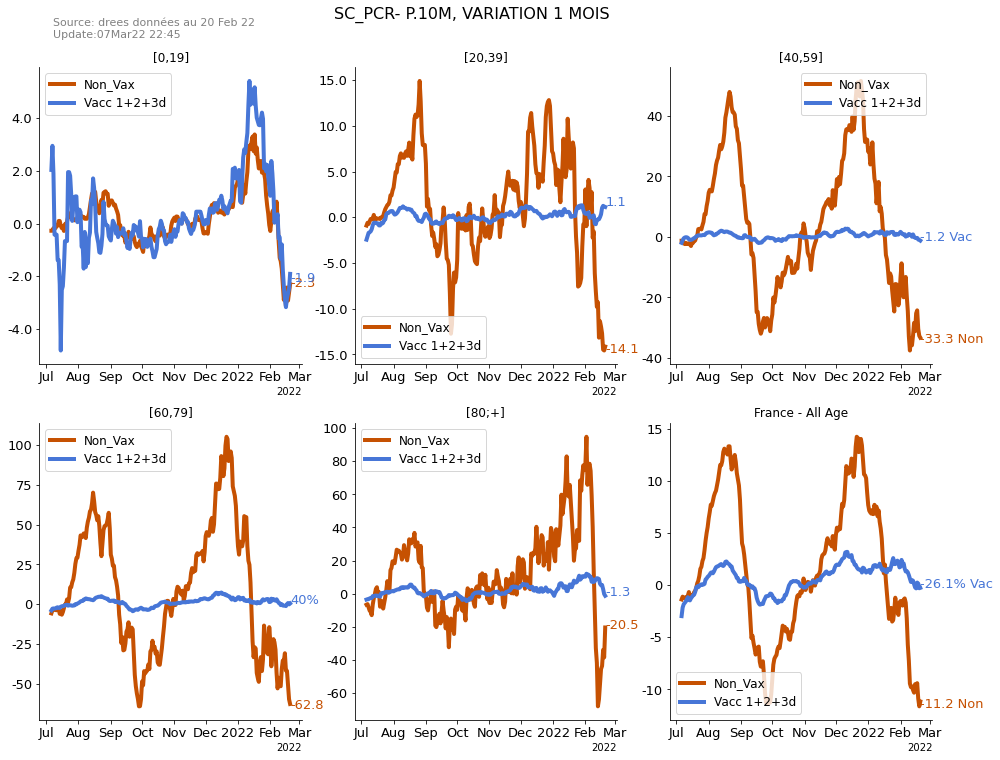 SC_PCR- P.10M, VARIATION 1 MOIS
Source: drees données au 20 Feb 22
Update:07Mar22 22:45
[0,19]
Non_Vax
Vacc 1+2+3d
4.0
2.0
0.0
-2.0
-4.0
-1.9
-2.3
Jul Aug Sep Oct Nov Dec 2022 Feb Mar
2022
[20,39]
Non_Vax
Vacc 1+2+3d
15.0
10.0
5.0
0.0
-5.0
-10.0
-15.0
1.1
-14.1
Jul Aug Sep Oct Nov Dec 2022 Feb Mar
2022
[40,59]
Non_Vax
Vacc 1+2+3d
40
20
0
-20
-40
-1.2 Vac
-33.3 Non
Jul Aug Sep Oct Nov Dec 2022 Feb Mar
2022
[60,79]
Non_Vax
Vacc 1+2+3d
100
75
50
25
0
-25
-50
40%
-62.8
Jul Aug Sep Oct Nov Dec 2022 Feb Mar
2022
[80;+]
Non_Vax
Vacc 1+2+3d
100
80
60
40
20
0
-20
-40
-60
-1.3
-20.5
Jul Aug Sep Oct Nov Dec 2022 Feb Mar
2022
France - All Age
Non_Vax
Vacc 1+2+3d
15
10
5
0
-5
-10
-26.1% Vac
-11.2 Non
Jul Aug Sep Oct Nov Dec 2022 Feb Mar
2022